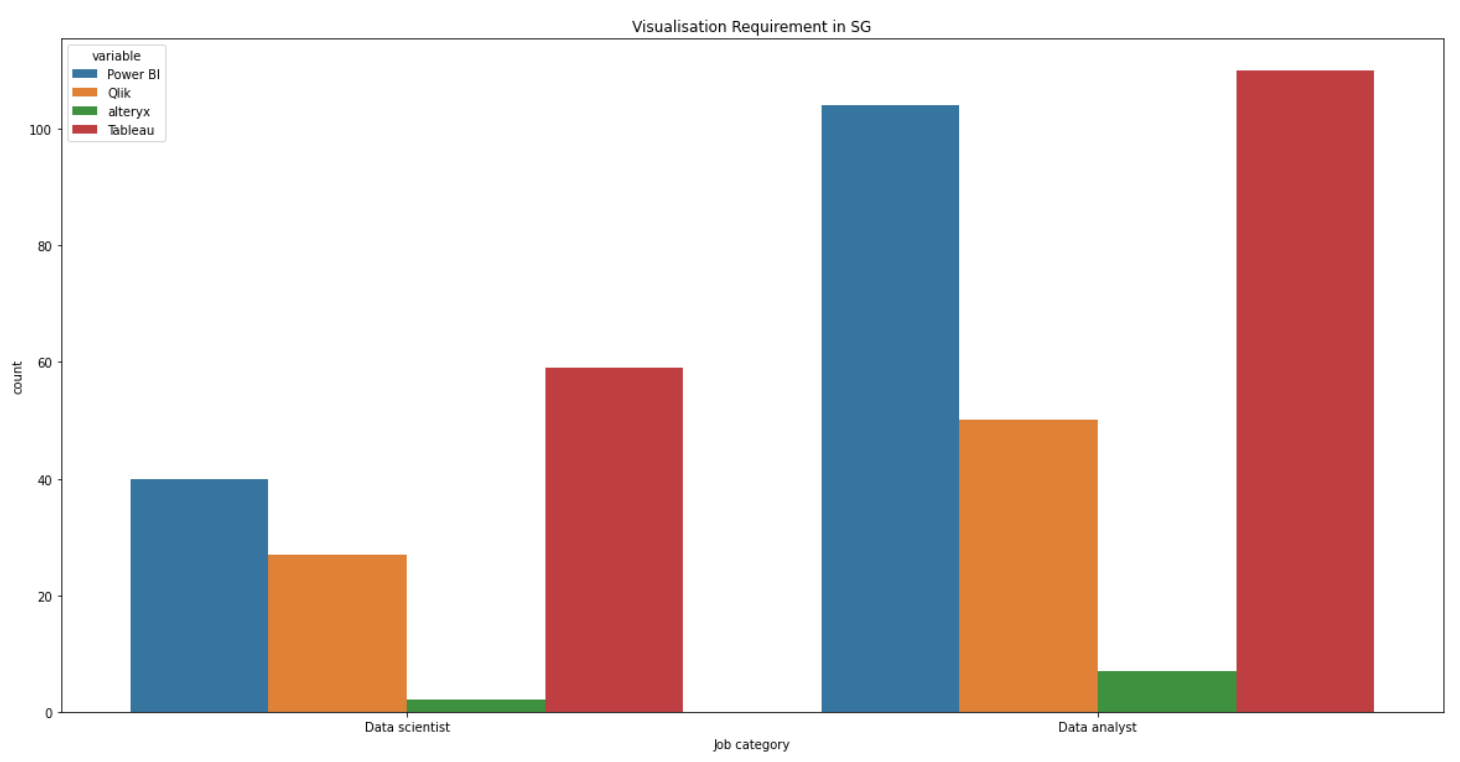 Visualisation Requirement in SG
variable
Power BI
Qlik
alteryx
Tableau
count
100
80
60
40
20
0
Data scientist
Data analyst
Job category